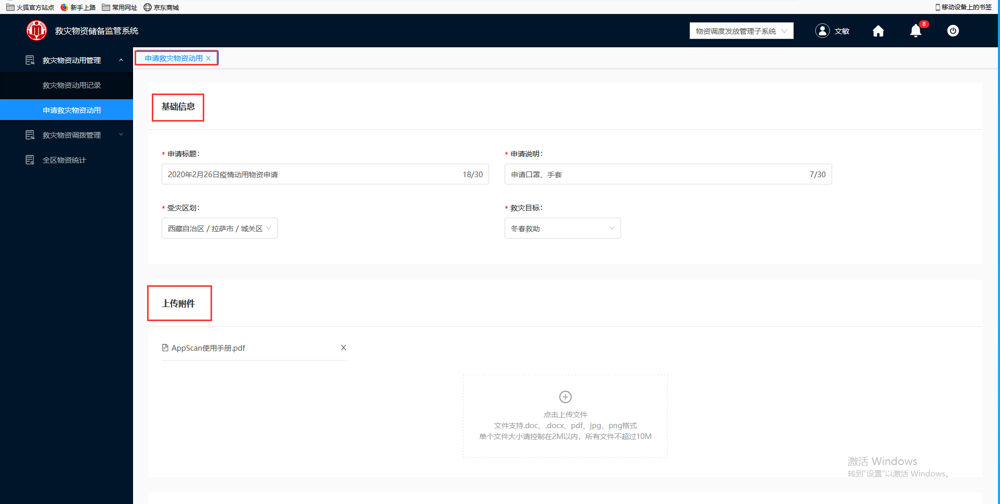 火狐官方站点 新手上路 常用网址 京东商城 移动设备上的书签
救灾物资储备监管系统 物资调度发放管理子系统 文敏 8
救灾物资动用管理
救灾物资动用记录
申请救灾物资动用
救灾物资调拨管理
全区物资统计
申请救灾物资动用 X
基础信息
* 申请标题: * 申请说明:
2020年2月26日疫情动用物资申请 18/30 申请口罩、手套 7/30
* 受灾区划: * 救灾目标:
西藏自治区 / 拉萨市 / 城关区 冬春救助
上传附件
AppScan使用手册.pdf X
点击上传文件
文件支持.doc、.docx、pdf、jpg、png格式
单个文件大小请控制在2M以内，所有文件不超过10M
激活 Windows
转到"设置"以激活 Windows。